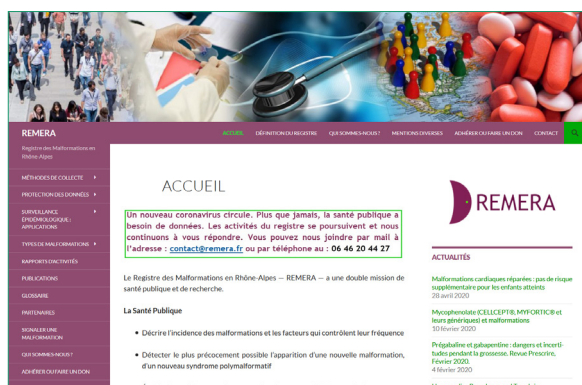 REMERA
Registre des Malformations en
Rhône-Alpes
ACCUEIL DÉFINITION DU REGISTRE QUI SOMMES-NOUS? MENTIONS DIVERSES ADHÉRER OU FAIRE UN DON CONTACT
MÉTHODES DE COLLECTE
PROTECTION DES DONNÉES
SURVEILLANCE
ÉPIDÉMIOLOGIQUE :
APPLICATIONS
TYPES DE MALFORMATIONS
RAPPORTS D'ACTIVITÉS
PUBLICATIONS
GLOSSAIRE
PARTENAIRES
SIGNALER UNE
MALFORMATION
QUI SOMMES-NOUS ?
ADHÉRER OU FAIRE UN DON
ACCUEIL
Un nouveau coronavirus circule. Plus que jamais, la santé publique a
besoin de données. Les activités du registre se poursuivent et nous
continuons à vous répondre. Vous pouvez nous joindre par mail à
l'adresse : contact@remera.fr ou par téléphone au : 06 46 20 44 27
Le Registre des Malformations en Rhône-Alpes — REMERA — a une double mission de
santé publique et de recherche.
La Santé Publique
• Décrire l'incidence des malformations et les facteurs qui contrôlent leur fréquence
• Détecter le plus précocement possible l'apparition d'une nouvelle malformation,
d'un nouveau syndrome polymalformatif
REMERA
ACTUALITÉS
Malformations cardiaques réparées : pas de risque
supplémentaire pour les enfants atteints
28 avril 2020
Mycophenolate (CELLCEPT®, MYFORTIC® et
leurs génériques) et malformations
10 février 2020
Prégabaline et gabapentine : dangers et incerti-
tudes pendant la grossesse. Revue Prescrire,
Février 2020.
4 février 2020